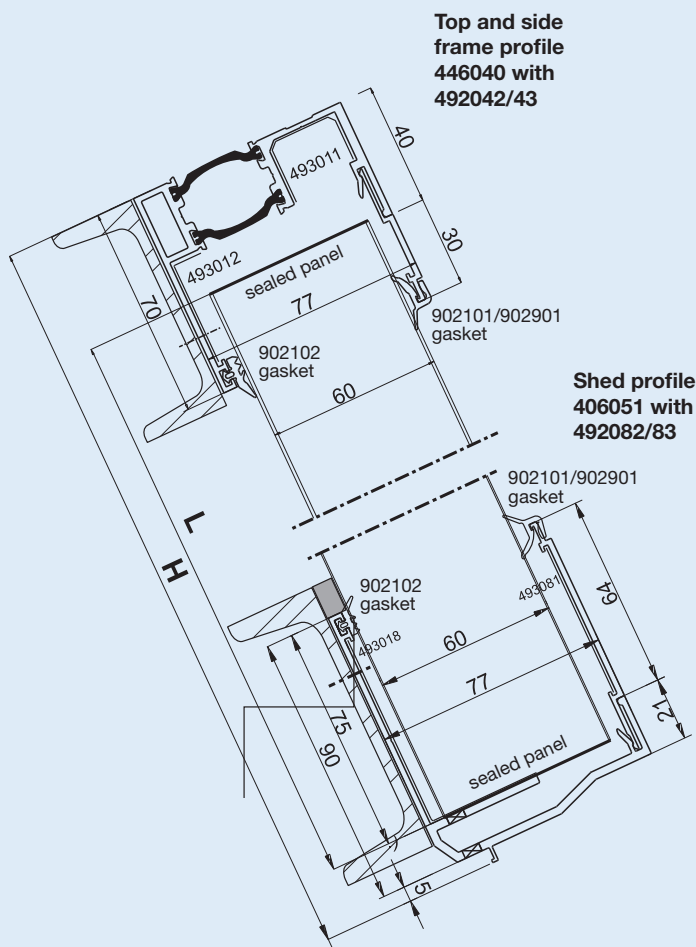 Top and side
frame profile
446040 with
492042/43
40
493011
30
493012
sealed panel
77
70
902101/902901
gasket
902102
gasket
60
Shed profile
406051 with
492082/83
902101/902901
gasket
L
H
902102
gasket
493081
64
493018
60
77
21
75
90
sealed panel
5